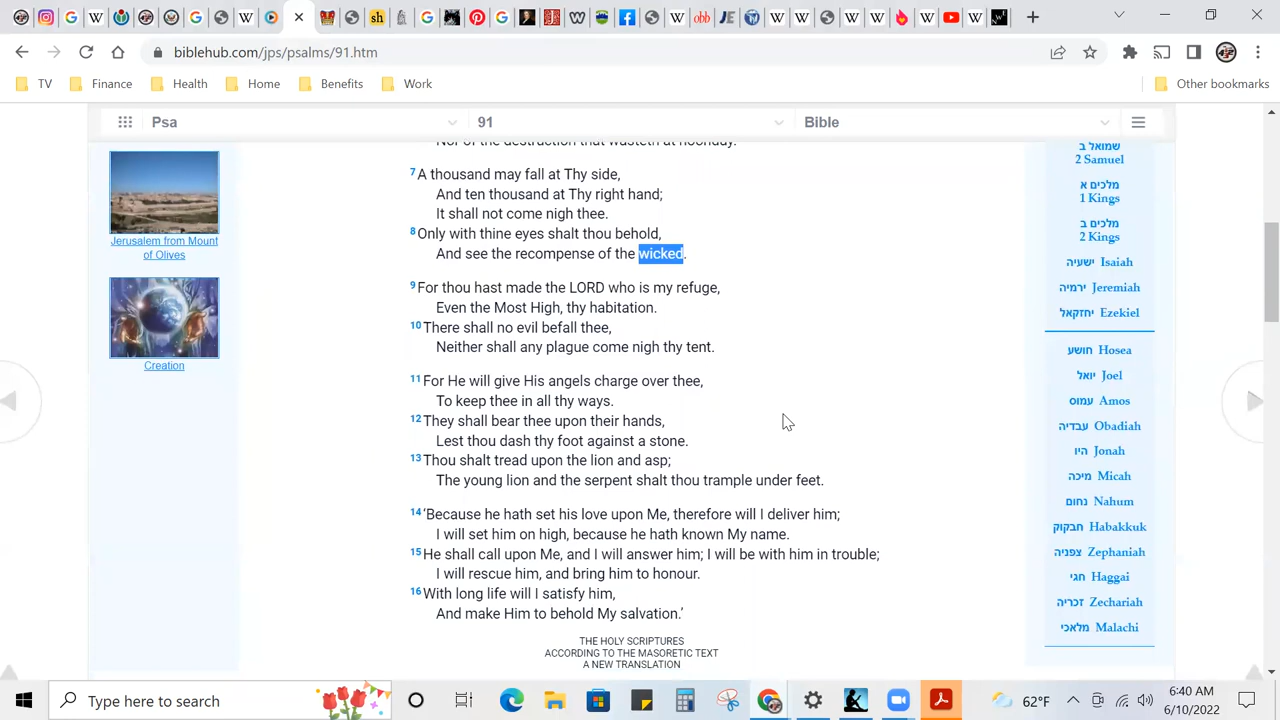 biblehub.com/jps/psalms/91.htm
TV
Finance
Health
Home
Benefits
Work
Other bookmarks
Psa
91
Bible
Nor of the destruction that wasteth at noonday.
7 A thousand may fall at Thy side,
And ten thousand at Thy right hand;
It shall not come nigh thee.
8 Only with thine eyes shalt thou behold,
And see the recompense of the wicked.
9 For thou hast made the LORD who is my refuge,
Even the Most High, thy habitation.
10 There shall no evil befall thee,
Neither shall any plague come nigh thy tent.
11 For He will give His angels charge over thee,
To keep thee in all thy ways.
12 They shall bear thee upon their hands,
Lest thou dash thy foot against a stone.
13 Thou shalt tread upon the lion and asp;
The young lion and the serpent shalt thou trample under feet.
14 ‘Because he hath set his love upon Me, therefore will I deliver him;
I will set him on high, because he hath known My name.
15 He shall call upon Me, and I will answer him; I will be with him in trouble;
I will rescue him, and bring him to honour.
16 With long life will I satisfy him,
And make Him to behold My salvation.’
THE HOLY SCRIPTURES
ACCORDING TO THE MASORETIC TEXT
A NEW TRANSLATION
Jerusalem from Mount
of Olives
Creation
שמואל ב
2 Samuel
מלכים א
1 Kings
מלכים ב
2 Kings
ישעיה Isaiah
ירמיה Jeremiah
יחזקאל Ezekiel
הושע Hosea
יואל Joel
עמוס Amos
עבדיה Obadiah
היו Jonah
מיכה Micah
נחום Nahum
חבקוק Habakkuk
צפניה Zephaniah
חגי Haggai
זכריה Zechariah
מלאכי Malachi
Type here to search
62°F
6:40 AM
6/10/2022